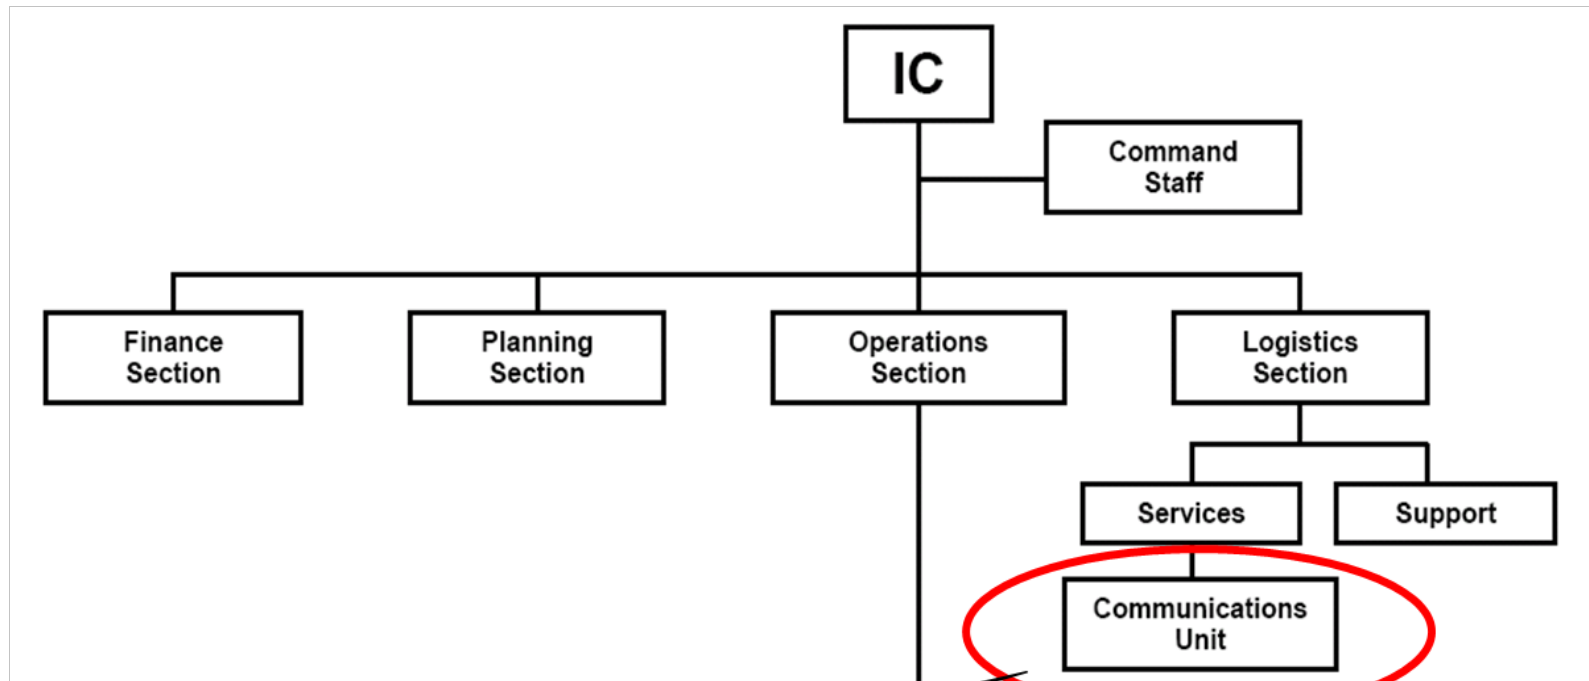 IC
Command
Staff
Finance
Section
Planning
Section
Operations
Section
Logistics
Section
Services
Support
Communications
Unit